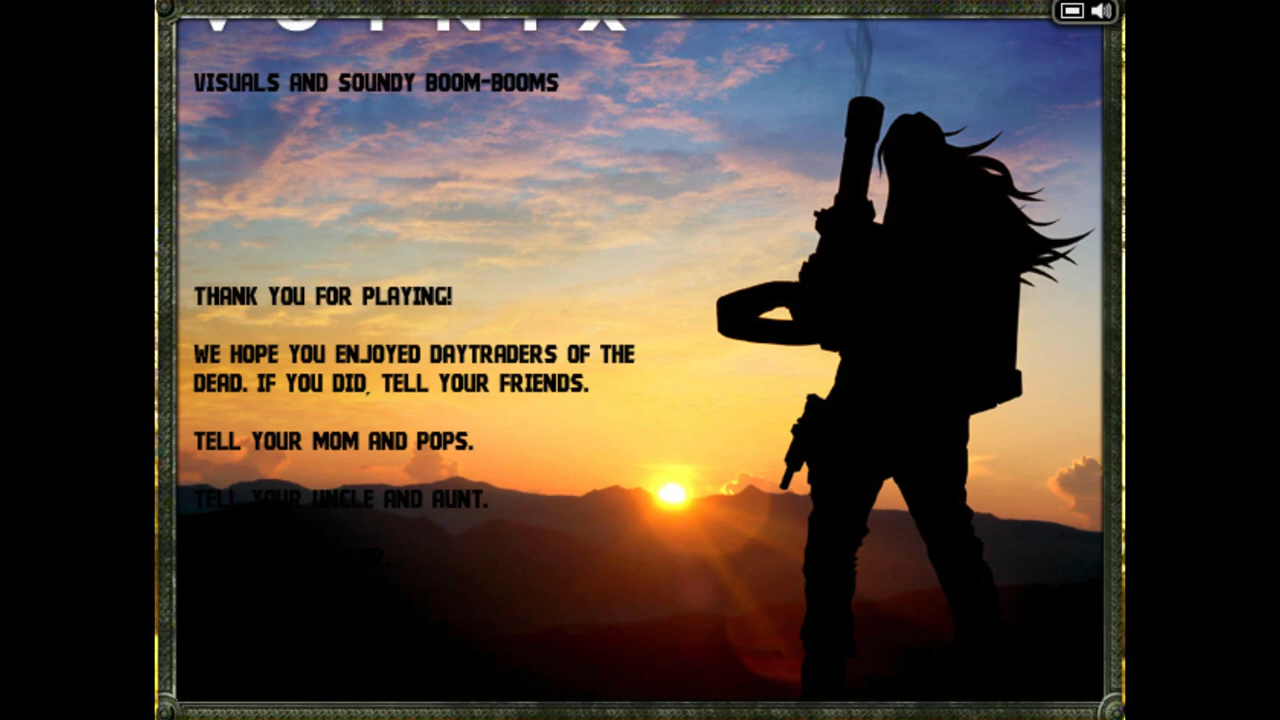 VISUALS AND SOUNDY BOOM-BOOMS
THANK YOU FOR PLAYING!
WE HOPE YOU ENJOYED DAYTRADERS OF THE
DEAD. IF YOU DID, TELL YOUR FRIENDS.
TELL YOUR MOM AND POPS.
TELL YOUR UNCLE AND AUNT.